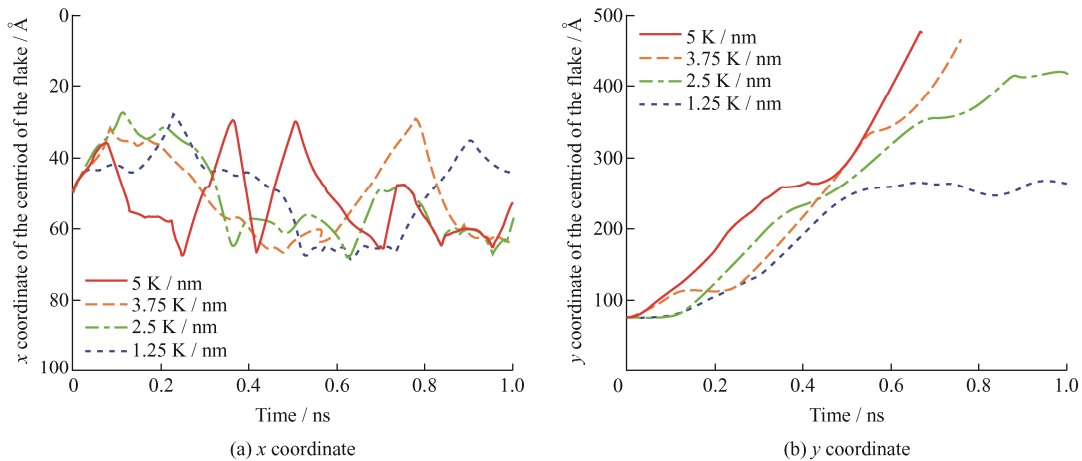 x coordinate of the centriod of the flake / Å
0
20
40
60
80
100
5 K / nm
3.75 K / nm
2.5 K / nm
1.25 K / nm
0
0.2
0.4
0.6
0.8
1.0
Time / ns
(a) x coordinate
y coordinate of the centriod of the flake / Å
500
400
300
200
100
5 K / nm
3.75 K / nm
2.5 K / nm
1.25 K / nm
0
0.2
0.4
0.6
0.8
1.0
Time / ns
(b) y coordinate